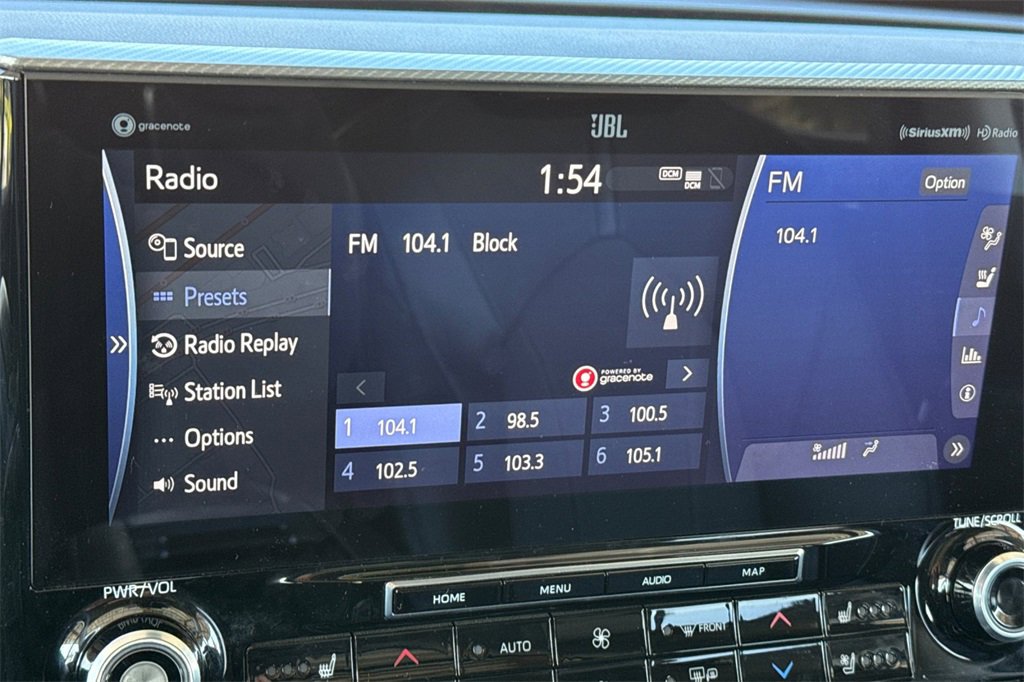 gracenote
JBL
((SiriusXM)) HD Radio
Radio
1:54
DCM
DCM
FM
Option
Source
FM 104.1 Block
104.1
Presets
Radio Replay
Station List
POWERED BY
gracenote
1 104.1
2 98.5
3 100.5
Options
4 102.5
5 103.3
6 105.1
Sound
TUNE/SCROLL
PWR/VOL
HOME
MENU
AUDIO
MAP
AUTO
FRONT